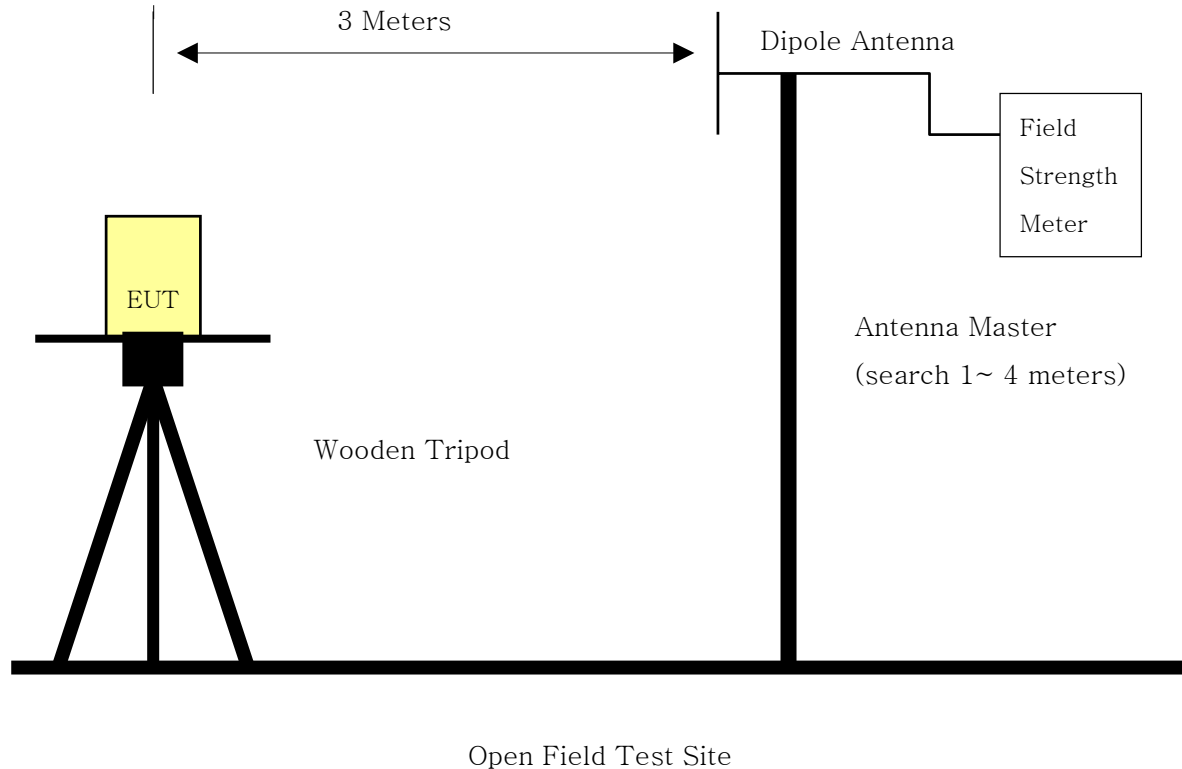 3 Meters
Dipole Antenna
Field
Strength
Meter
EUT
Antenna Master
(search 1~ 4 meters)
Wooden Tripod
Open Field Test Site